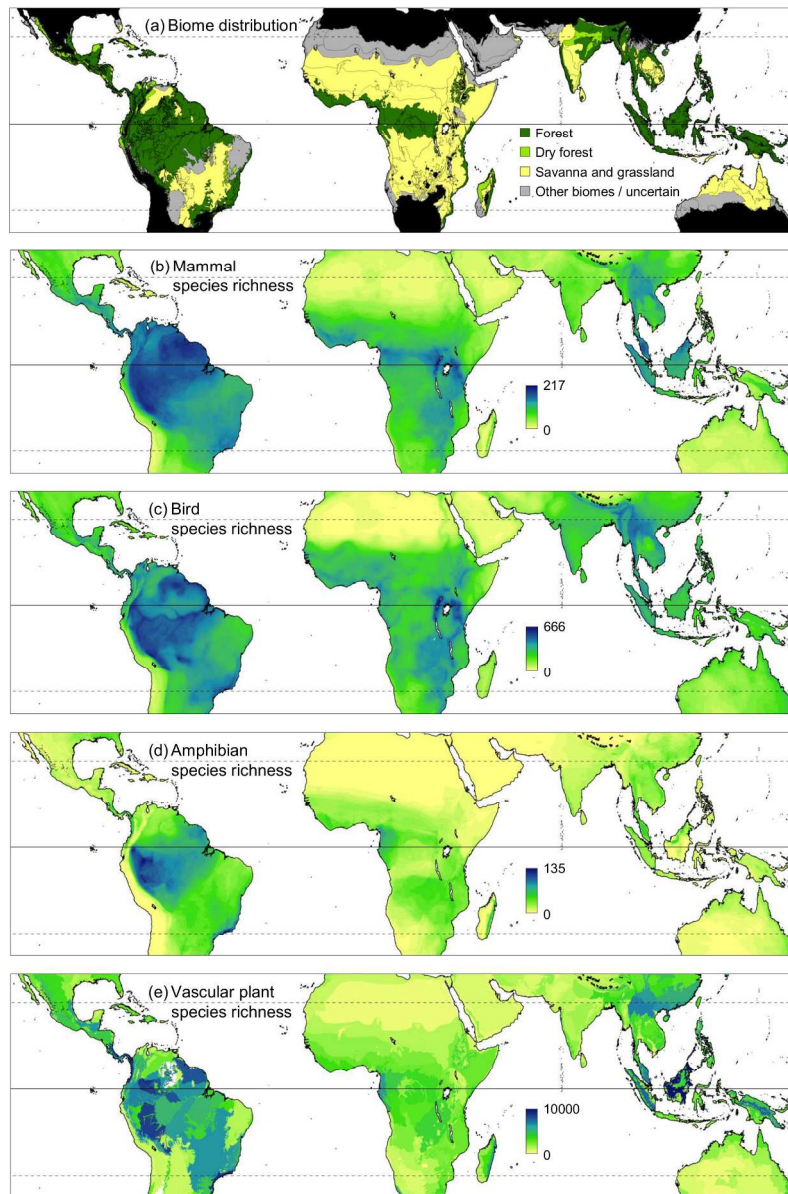 (a) Biome distribution
Forest
Dry forest
Savanna and grassland
Other biomes / uncertain
(b) Mammal
species richness
217
0
(c) Bird
species richness
666
0
(d) Amphibian
species richness
135
0
(e) Vascular plant
species richness
10000
0